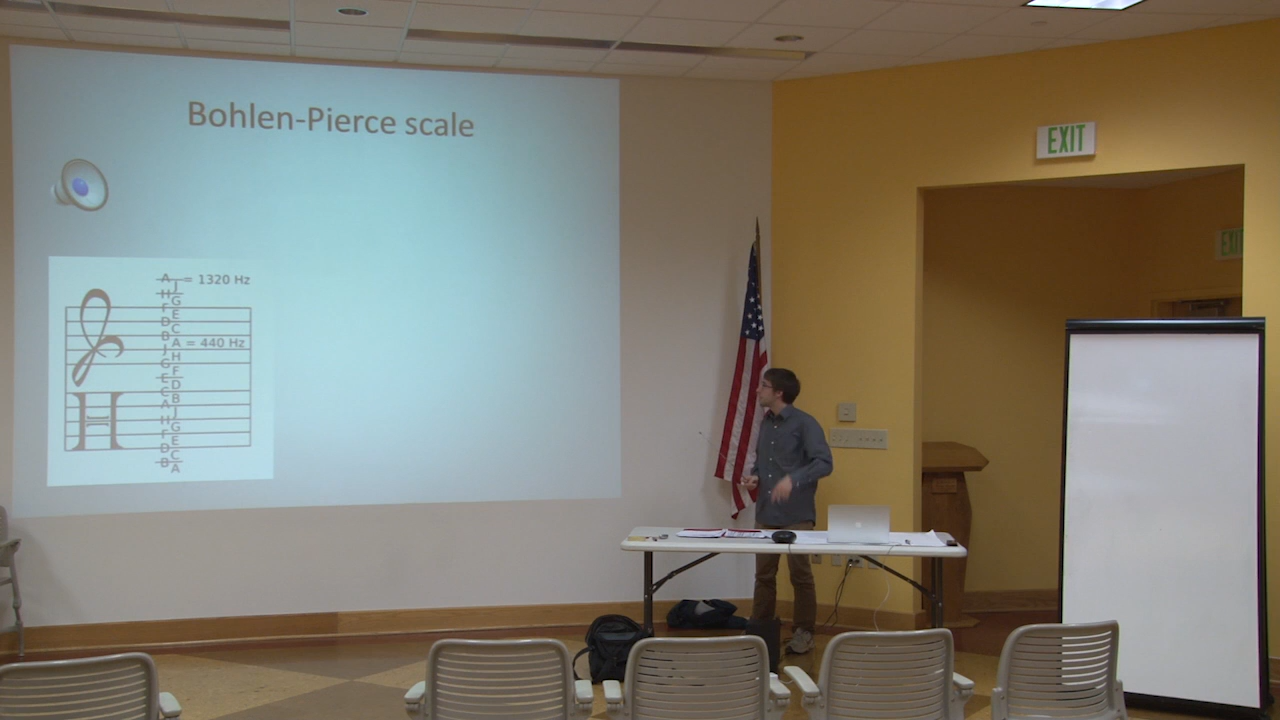 Bohlen-Pierce scale
A = 1320 Hz
J
H
G
F
E
D
C
B
A = 440 Hz
J
H
G
F
E
D
C
B
A
J
H
G
F
E
D
C
B
A
EXIT
EXIT